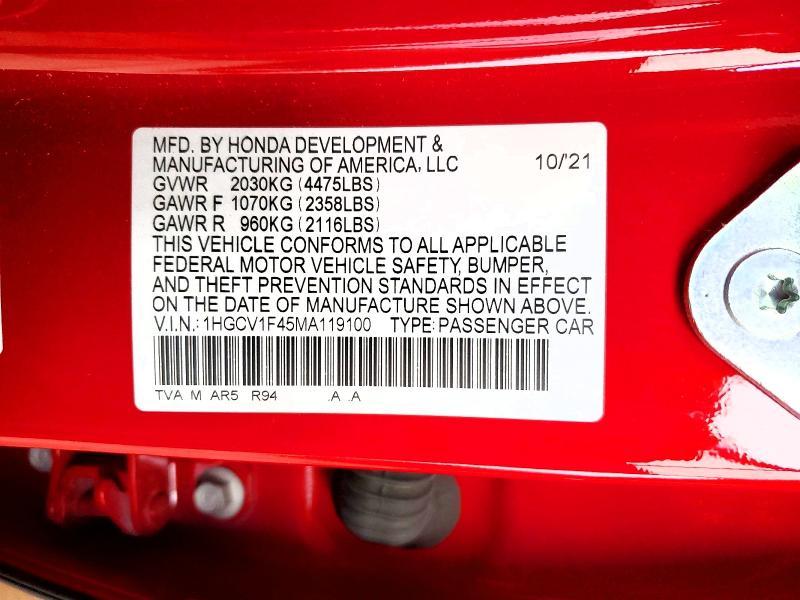 MFD. BY HONDA DEVELOPMENT &
MANUFACTURING OF AMERICA, LLC 10/'21
GVWR 2030KG (4475LBS)
GAWR F 1070KG (2358LBS)
GAWR R 960KG (2116LBS)
THIS VEHICLE CONFORMS TO ALL APPLICABLE
FEDERAL MOTOR VEHICLE SAFETY, BUMPER,
AND THEFT PREVENTION STANDARDS IN EFFECT
ON THE DATE OF MANUFACTURE SHOWN ABOVE.
V.I.N.: 1HGCV1F45MA119100 TYPE: PASSENGER CAR
TVA M AR5 R94 .A .A